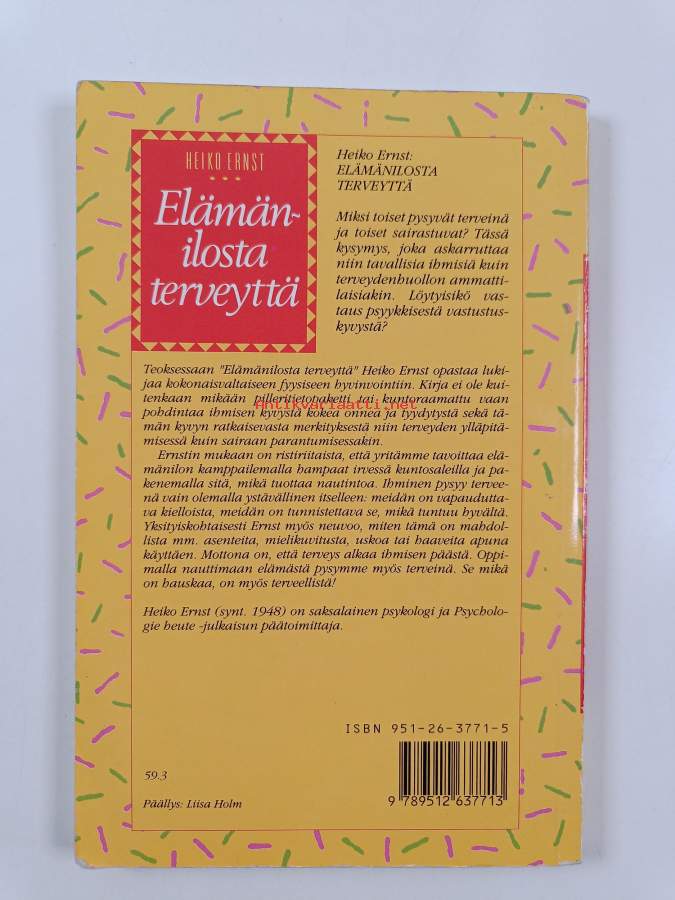 HEIKO ERNST
Elämän-
ilosta
terveyttä
Heiko Ernst:
ELÄMÄNILOSTA
TERVEYTTÄ
Miksi toiset pysyvät terveinä
ja toiset sairastuvat? Tässä
kysymys, joka askarruttaa
niin tavallisia ihmisiä kuin
terveydenhuollon ammatti-
laisiakin. Löytyisikö vas-
taus psyykkisestä vastustus-
kyvystä?
Teoksessaan "Elämänilosta terveyttä" Heiko Ernst opastaa luki-
jaa kokonaisvaltaiseen fyysiseen hyvinvointiin. Kirja ei ole kui-
tenkaan mikään pilleritietopaketti tai kuntoraamattu vaan
pohdintaa ihmisen kyvystä kokea onnea ja tyydytystä sekä tä-
män kyvyn ratkaisevasta merkityksestä niin terveyden ylläpitä-
misessä kuin sairaan parantumisessakin.
Ernstin mukaan on ristiriitaista, että yritämme tavoittaa elä-
mänilon kamppailemalla hampaat irvessä kuntosaleilla ja pa-
kenemalla sitä, mikä tuottaa nautintoa. Ihminen pysyy tervee-
nä vain olemalla ystävällinen itselleen: meidän on vapauduttu-
va kielloista, meidän on tunnistettava se, mikä tuntuu hyvältä.
Yksityiskohtaisesti Ernst myös neuvoo, miten tämä on mahdol-
lista mm. asenteita, mielikuvitusta, uskoa tai haaveita apuna
käyttäen. Mottona on, että terveys alkaa ihmisen päästä. Oppi-
malla nauttimaan elämästä pysymme myös terveinä. Se mikä
on hauskaa, on myös terveellistä!
Heiko Ernst (synt. 1948) on saksalainen psykologi ja Psycholo-
gie heute -julkaisun päätoimittaja.
Antikvariaatti.net
ISBN 951-26-3771-5
9 789512 637713
59.3
Päällys: Liisa Holm